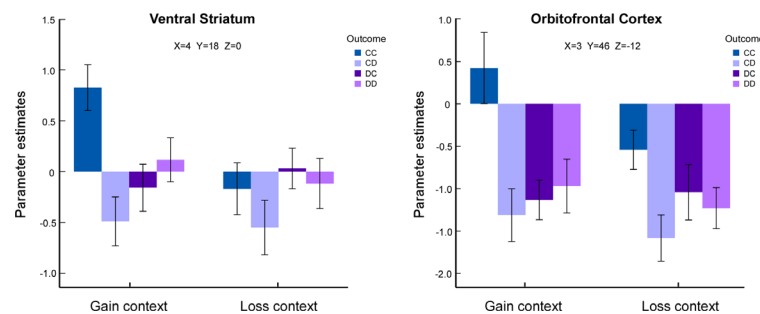 Ventral Striatum
X=4 Y=18 Z=0
Outcome
CC
CD
DC
DD
Parameter estimates
1.5
1.0
0.5
0
-0.5
-1.0
Gain context
Loss context
Orbitofrontal Cortex
X=3 Y=46 Z=-12
Outcome
CC
CD
DC
DD
Parameter estimates
1.0
-0.5
0
-0.5
-1.0
-1.0
-2.0
Gain context
Loss context